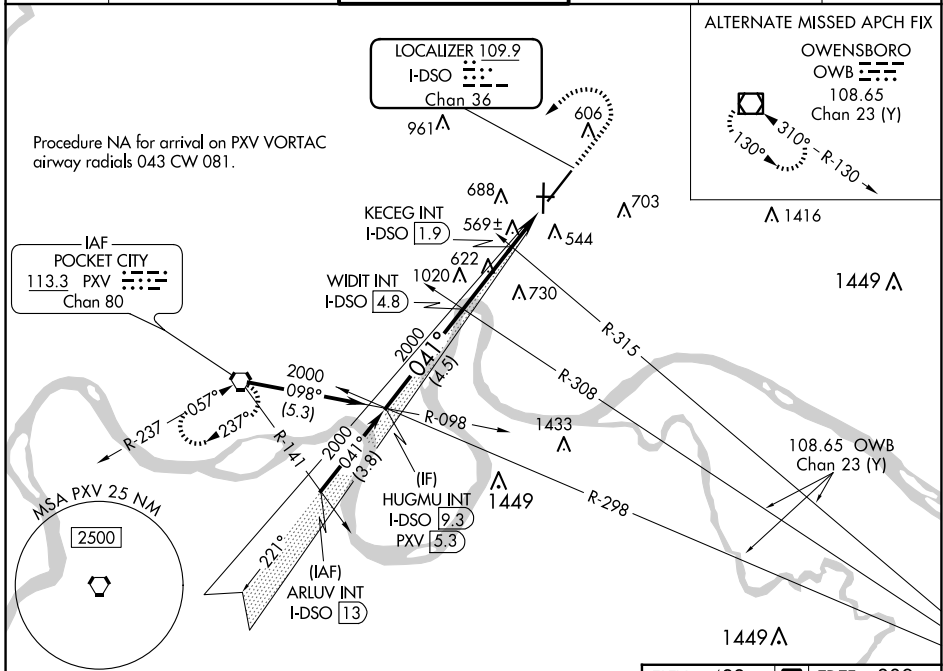 ALTERNATE MISSED APCH FIX
OWENSBORO
OWB
108.65
Chan 23 (Y)
130°
310° - R-130
LOCALIZER 109.9
I-DSO
Chan 36
961
606
Procedure NA for arrival on PXV VORTAC
airway radials 043 CW 081.
688
703
KECEG INT
I-DSO 1.9
569±
544
1416
IAF
POCKET CITY
113.3 PXV
Chan 80
622
WIDIT INT
I-DSO 4.8
1020
730
1449
2000
041°
(4.5)
R-315
R-308
2000
098°
(5.3)
R-237
057°
237°
R-141
R-098
1433
108.65 OWB
Chan 23 (Y)
2000
041°
(3.8)
(IF)
HUGMU INT
I-DSO 9.3
PXV 5.3
1449
R-298
MSA PXV 25 NM
2500
221°
(IAF)
ARLUV INT
I-DSO 13
1449